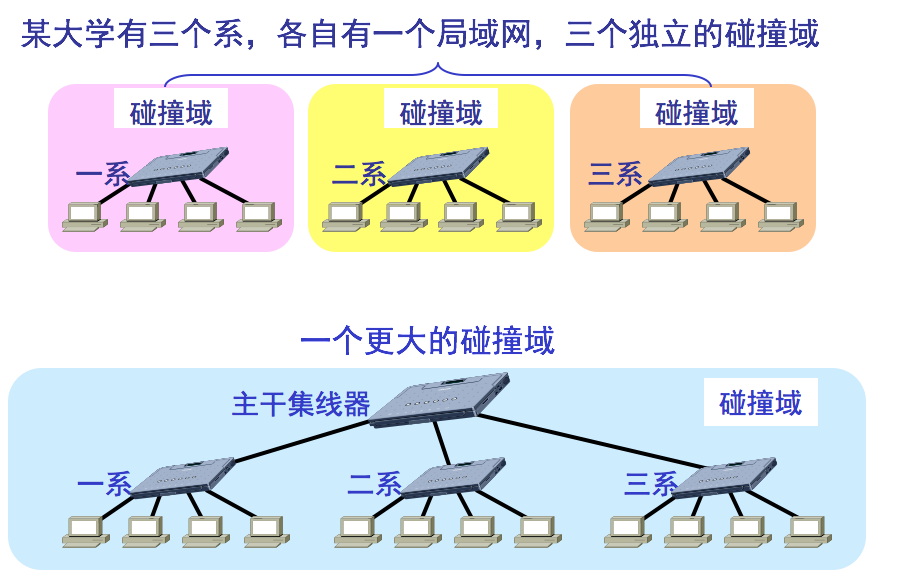 某大学有三个系，各自有一个局域网，三个独立的碰撞域
碰撞域
碰撞域
碰撞域
一系
二系
三系
一个更大的碰撞域
主干集线器
碰撞域
一系
二系
三系